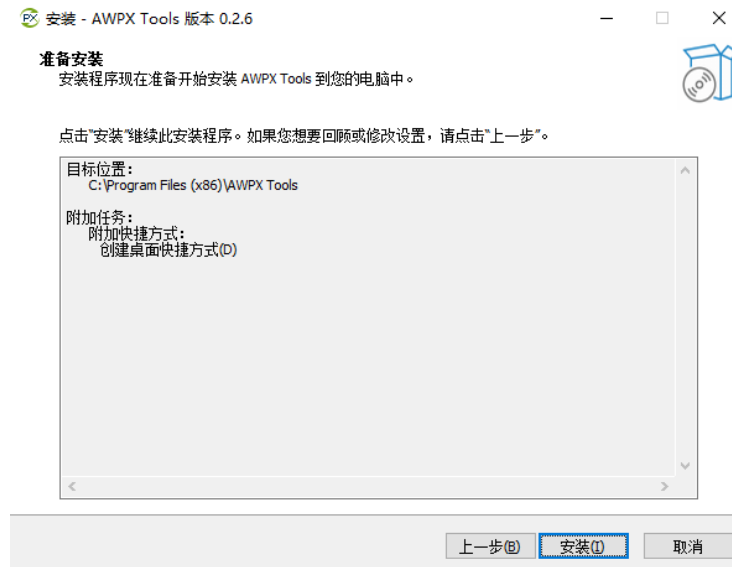 安装 - AWPX Tools 版本 0.2.6
准备安装
安装程序现在准备开始安装 AWPX Tools 到您的电脑中。
点击“安装”继续此安装程序。如果您想要回顾或修改设置，请点击“上一步”。
目标位置：
C:\Program Files (x86)\AWPX Tools
附加任务：
附加快捷方式：
创建桌面快捷方式(D)
上一步(B) 安装(I) 取消